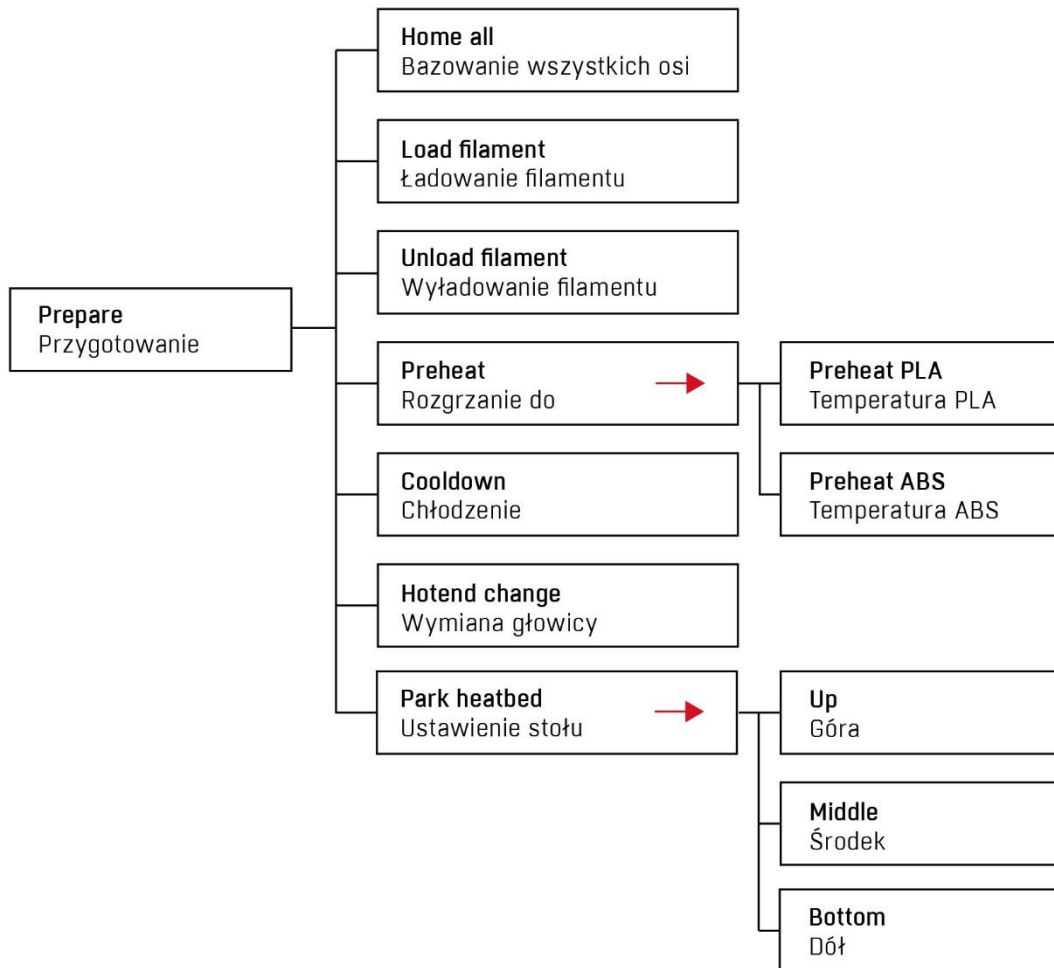 Home all
Bazowanie wszystkich osi
Load filament
Ładowanie filamentu
Unload filament
Wyładowanie filamentu
Prepare
Przygotowanie
Preheat
Rozgrzanie do
Preheat PLA
Temperatura PLA
Cooldown
Chłodzenie
Preheat ABS
Temperatura ABS
Hotend change
Wymiana głowicy
Park heatbed
Ustawienie stołu
Up
Góra
Middle
Środek
Bottom
Dół